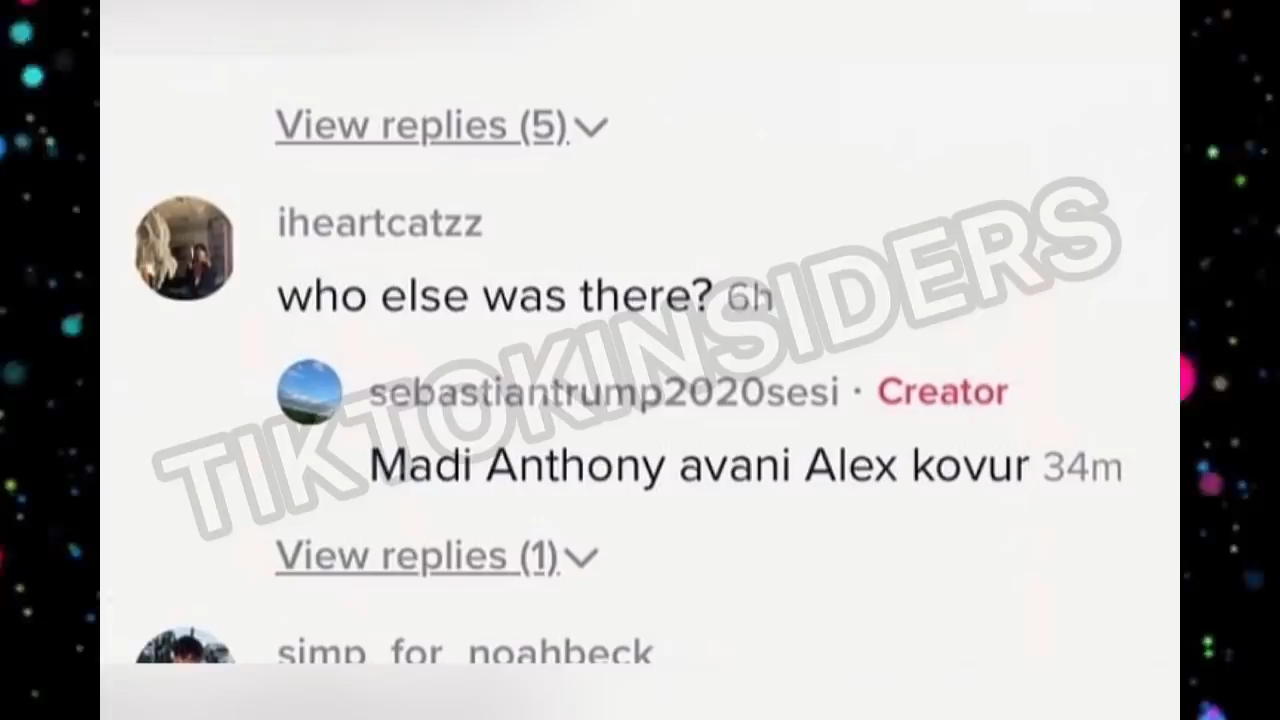 View replies (5)
iheartcatzz
who else was there? 6h
TIKTOKINSIDERS
sebastiantrump2020sesi · Creator
Madi Anthony avani Alex kovur 34m
View replies (1)
simp_for_noahbeck